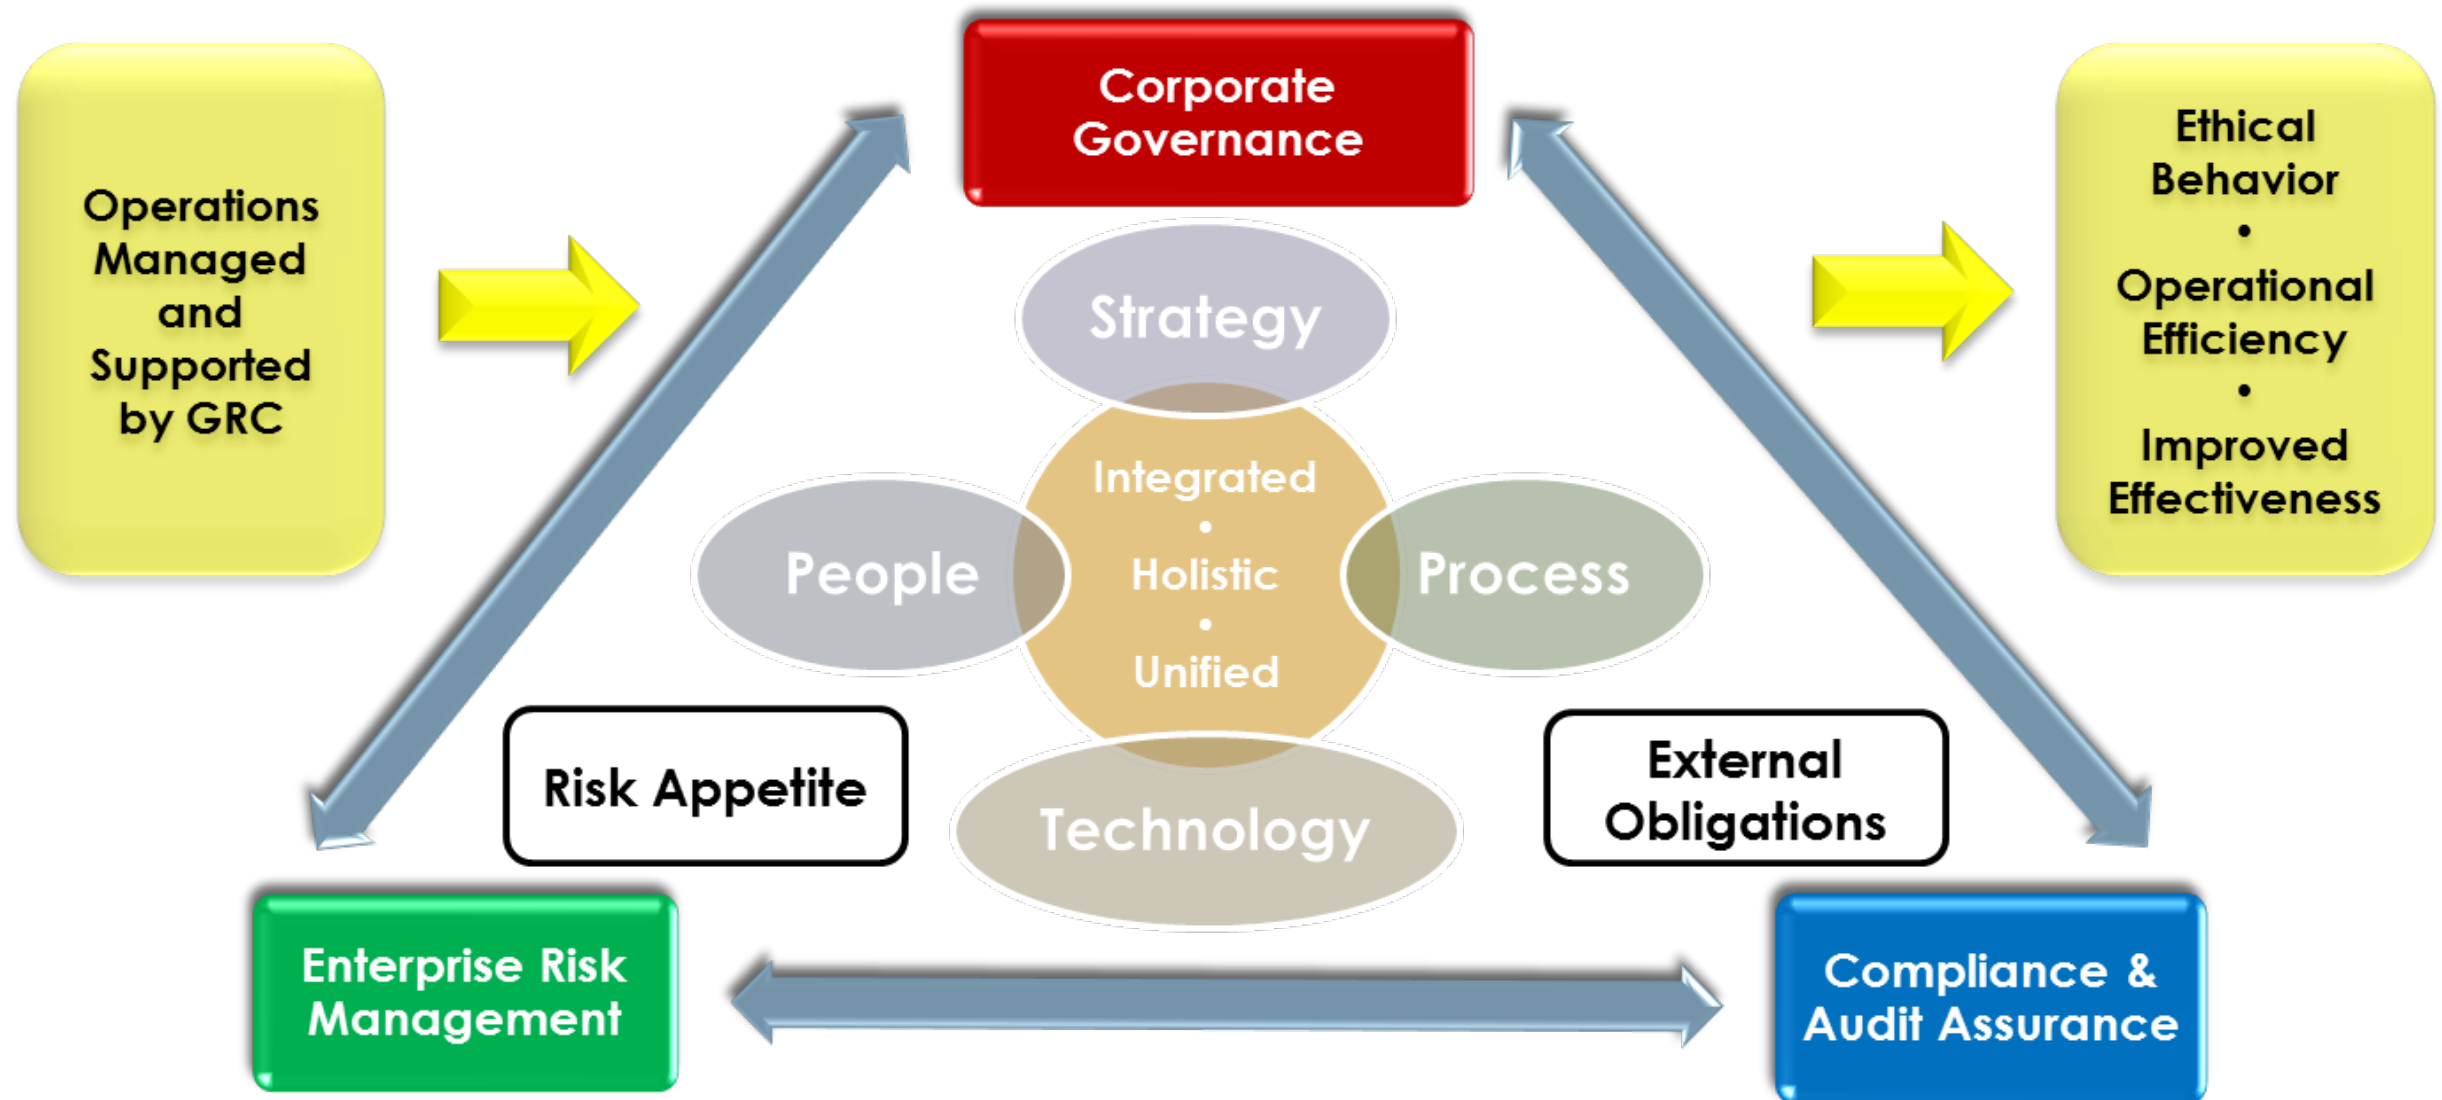 Corporate
Governance
Operations
Managed
and
Supported
by GRC
Ethical
Behavior
•
Operational
Efficiency
•
Improved
Effectiveness
Strategy
Integrated
•
Holistic
•
Unified
People
Process
Technology
Risk Appetite
External
Obligations
Enterprise Risk
Management
Compliance &
Audit Assurance